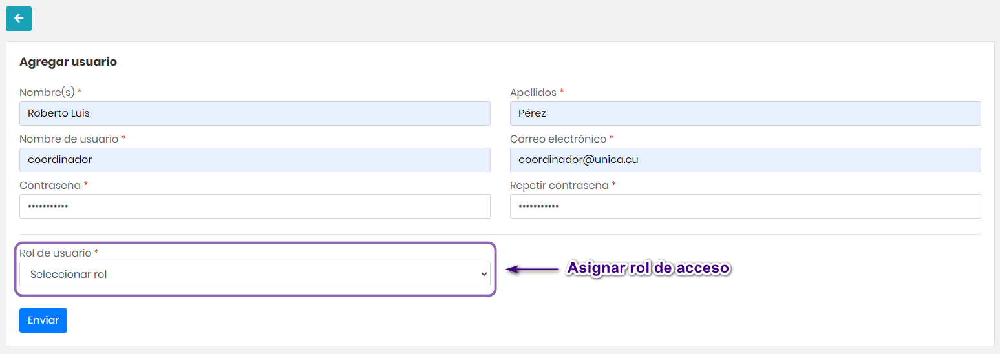 Agregar usuario
Nombre(s) *
Apellidos *
Roberto Luis
Pérez
Nombre de usuario *
Correo electrónico *
coordinador
coordinador@unica.cu
Contraseña *
Repetir contraseña *
•••••••••••
•••••••••••
Rol de usuario *
Seleccionar rol
Asignar rol de acceso
Enviar